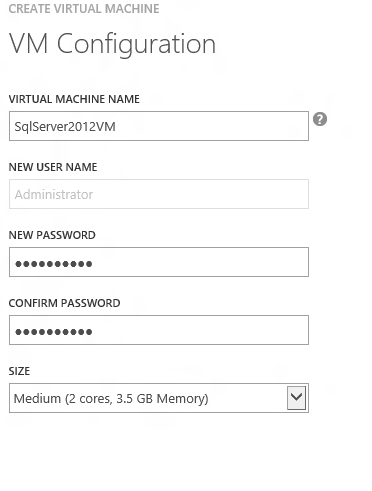 CREATE VIRTUAL MACHINE
VM Configuration
VIRTUAL MACHINE NAME
SqlServer2012VM
?
NEW USER NAME
Administrator
NEW PASSWORD
●●●●●●●●●●
CONFIRM PASSWORD
●●●●●●●●●●
SIZE
Medium (2 cores, 3.5 GB Memory)